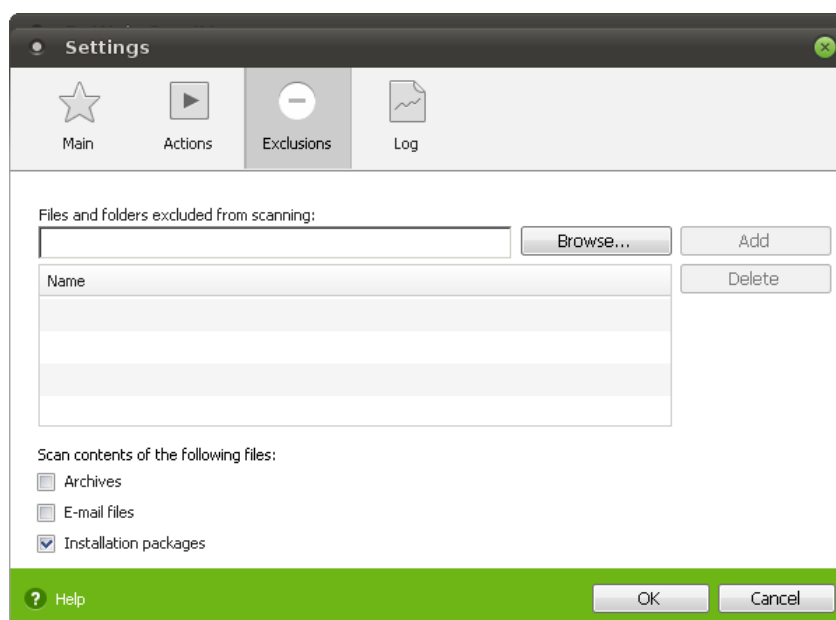 Settings
Main Actions Exclusions Log
Files and folders excluded from scanning:
Browse... Add
Name Delete
Scan contents of the following files:
Archives
E-mail files
Installation packages
? Help OK Cancel